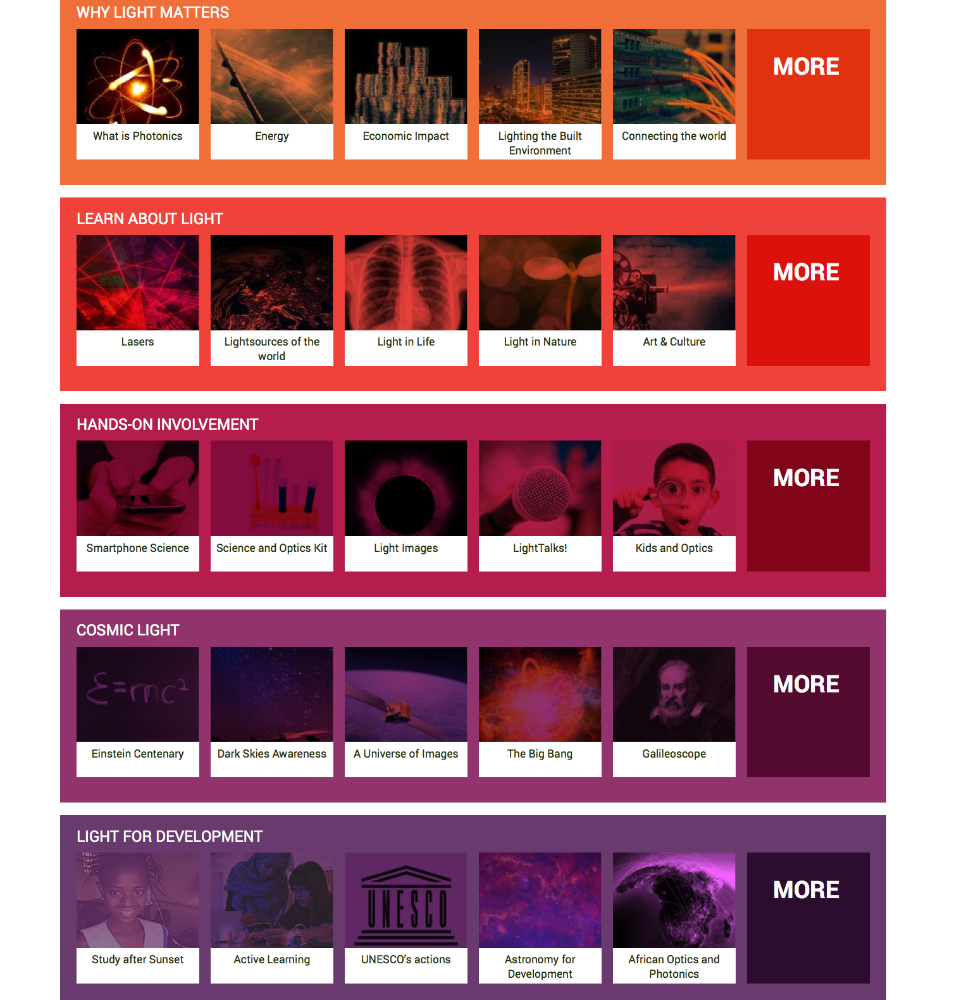 WHY LIGHT MATTERS
What is Photonics
Energy
Economic Impact
Lighting the Built
Environment
Connecting the world
MORE
LEARN ABOUT LIGHT
Lasers
Lightsources of the
world
Light in Life
Light in Nature
Art & Culture
MORE
HANDS-ON INVOLVEMENT
Smartphone Science
Science and Optics Kit
Light Images
LightTalks!
Kids and Optics
MORE
COSMIC LIGHT
E=mc²
Einstein Centenary
Dark Skies Awareness
A Universe of Images
The Big Bang
Galileoscope
MORE
LIGHT FOR DEVELOPMENT
UNESCO
Study after Sunset
Active Learning
UNESCO’s actions
Astronomy for
Development
African Optics and
Photonics
MORE